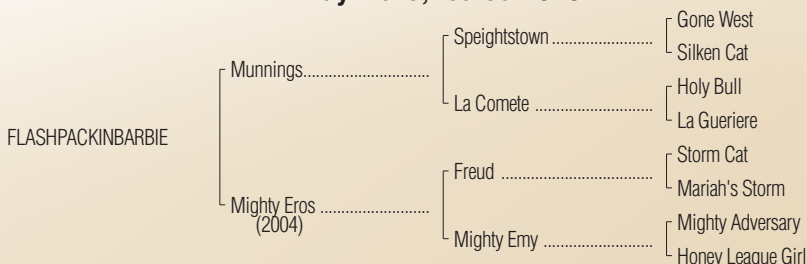 Gone West
Speightstown
Silken Cat
Munnings
Holy Bull
La Comete
La Gueriere
FLASHPACKINBARBIE
Storm Cat
Freud
Mariah's Storm
Mighty Eros
(2004)
Mighty Adversary
Mighty Emy
Honey League Girl